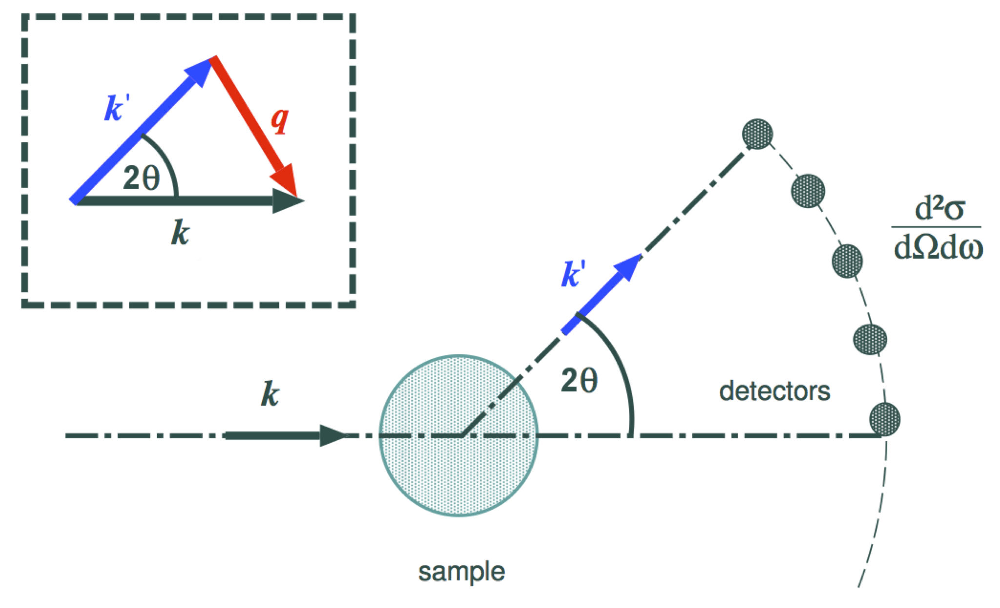 k'
q
2θ
k
d²σ
dΩdω
k'
2θ
k
detectors
sample